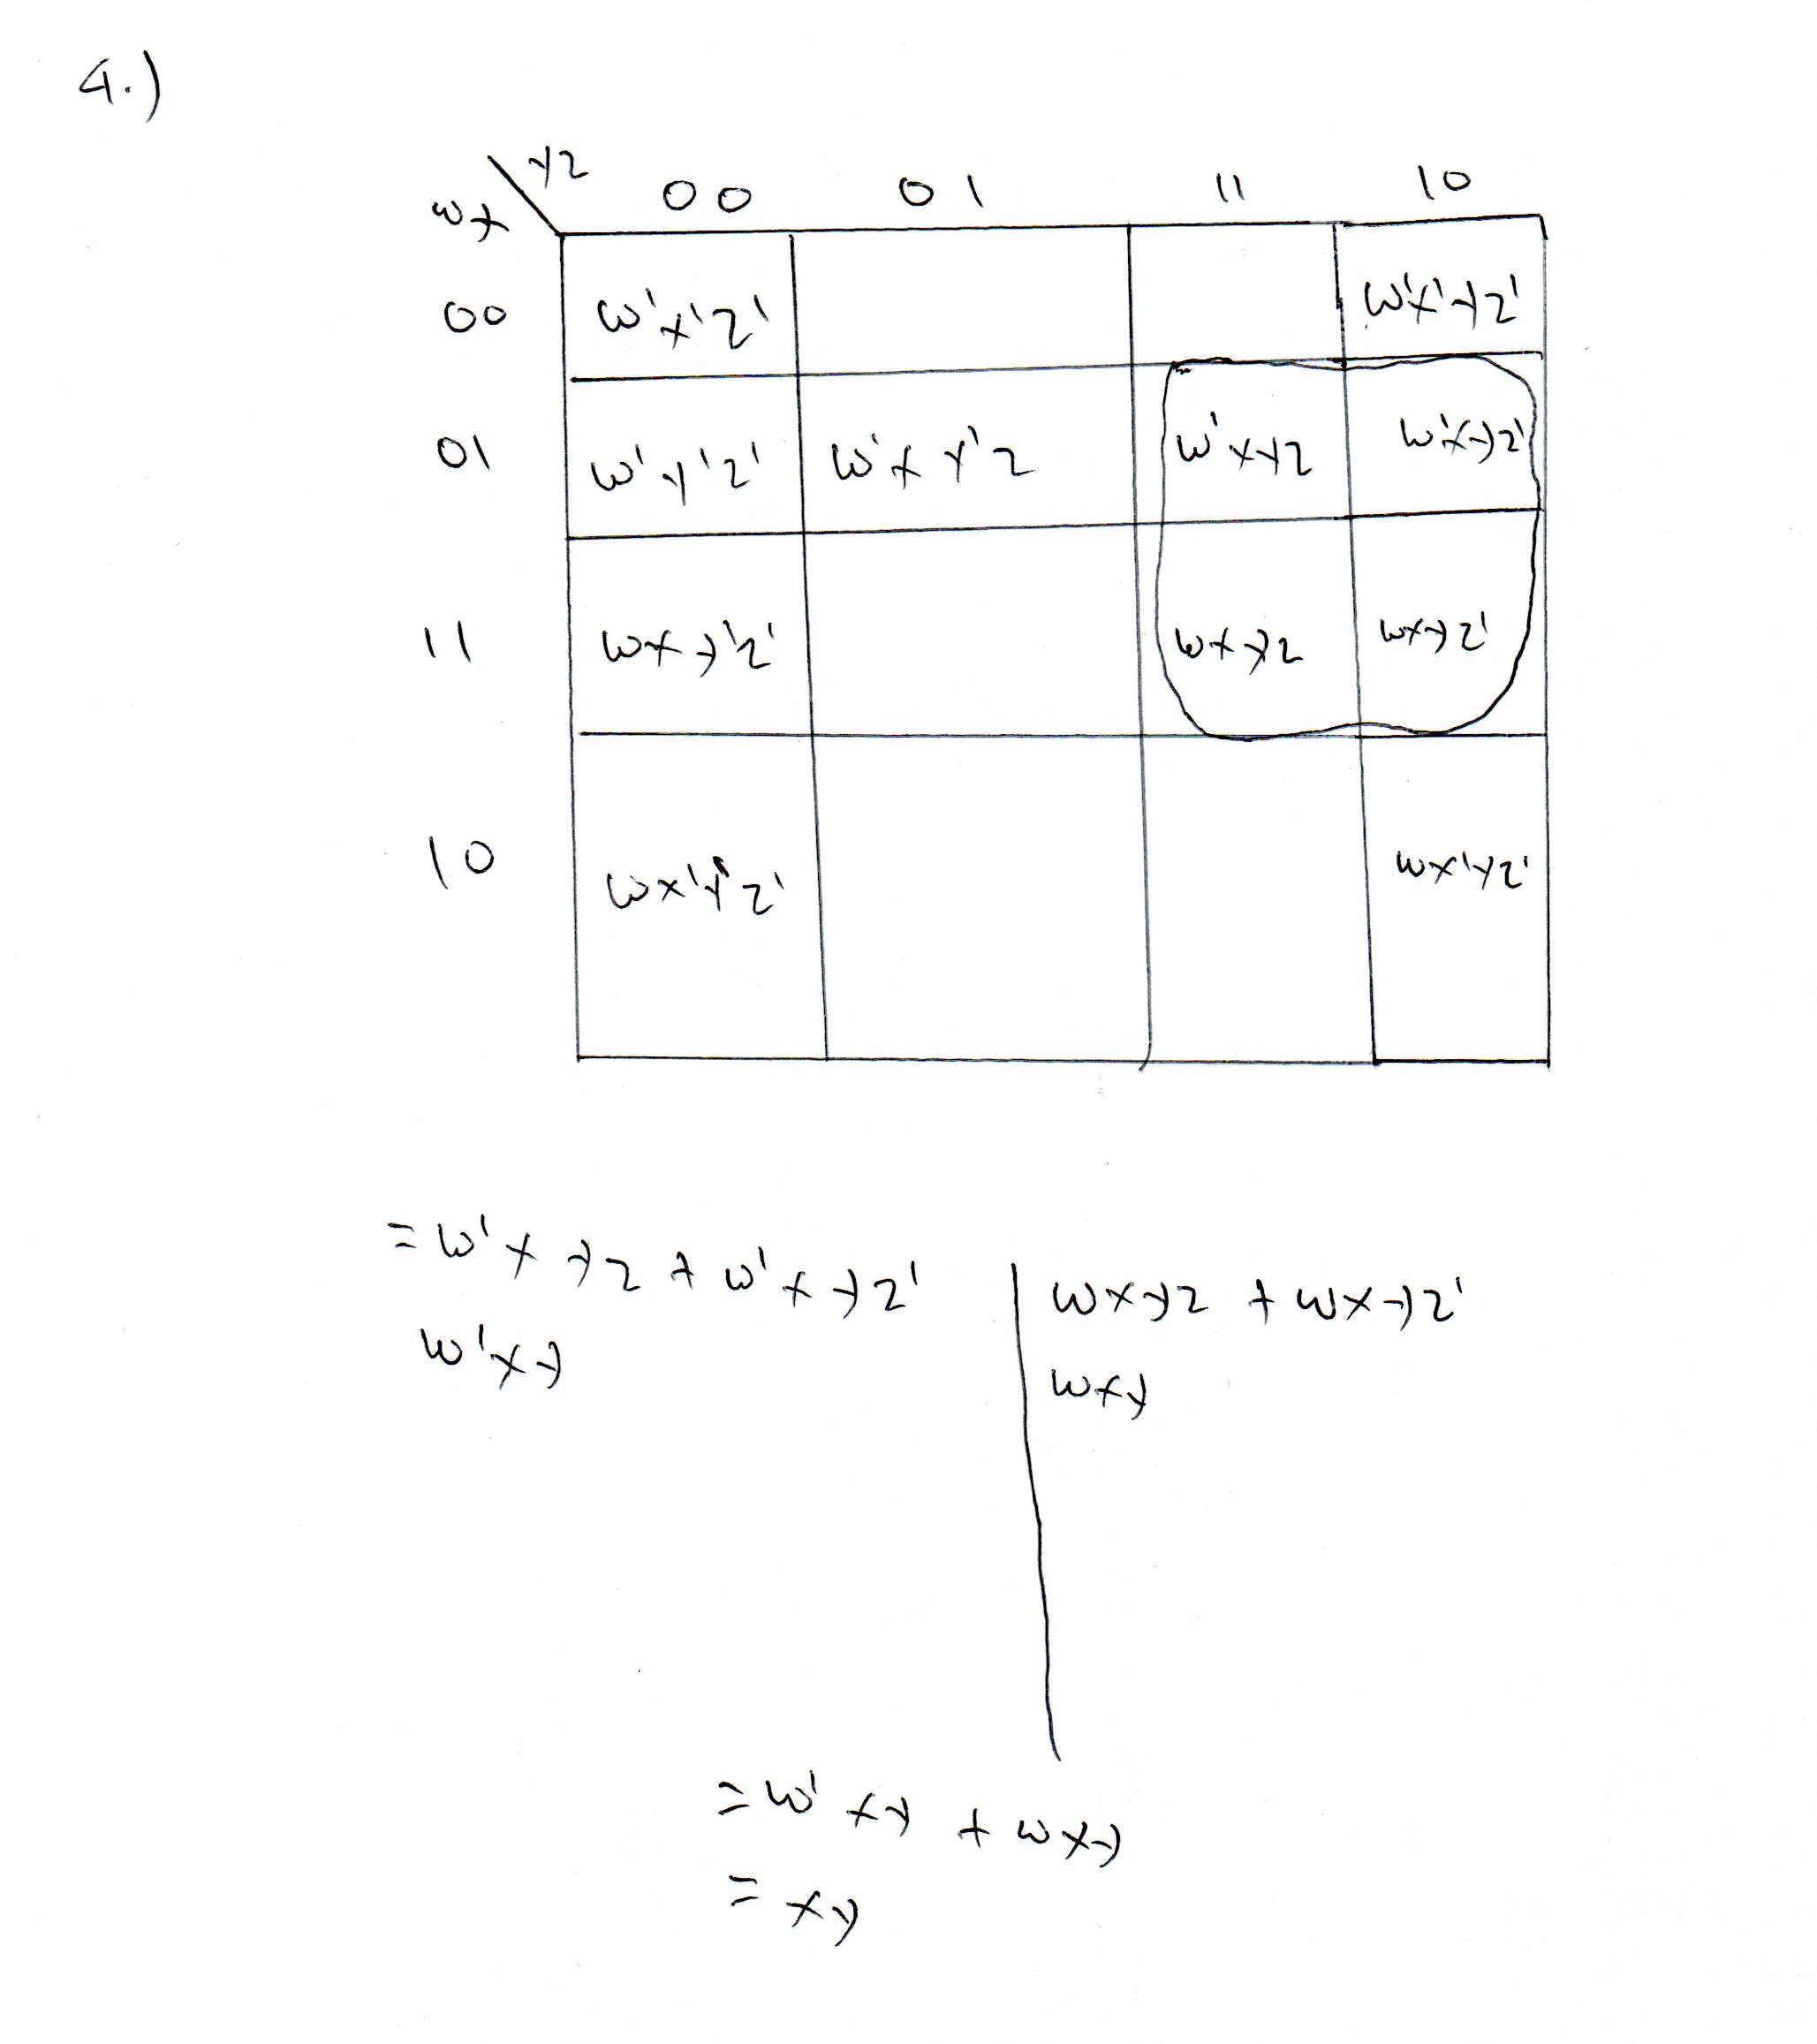 4.)
yz
wx
00 01 11 10
00 w'x'z' w'x'yz'
01 w'y'z' w'xy'z w'xyz w'xyz'
11 wxy'z' wxyz wxyz'
10 wx'y'z' wx'yz'
= w'xyz + w'xyz'
w'xy
wxyz + wxyz'
wxy
= w'xy + wxy
= xy